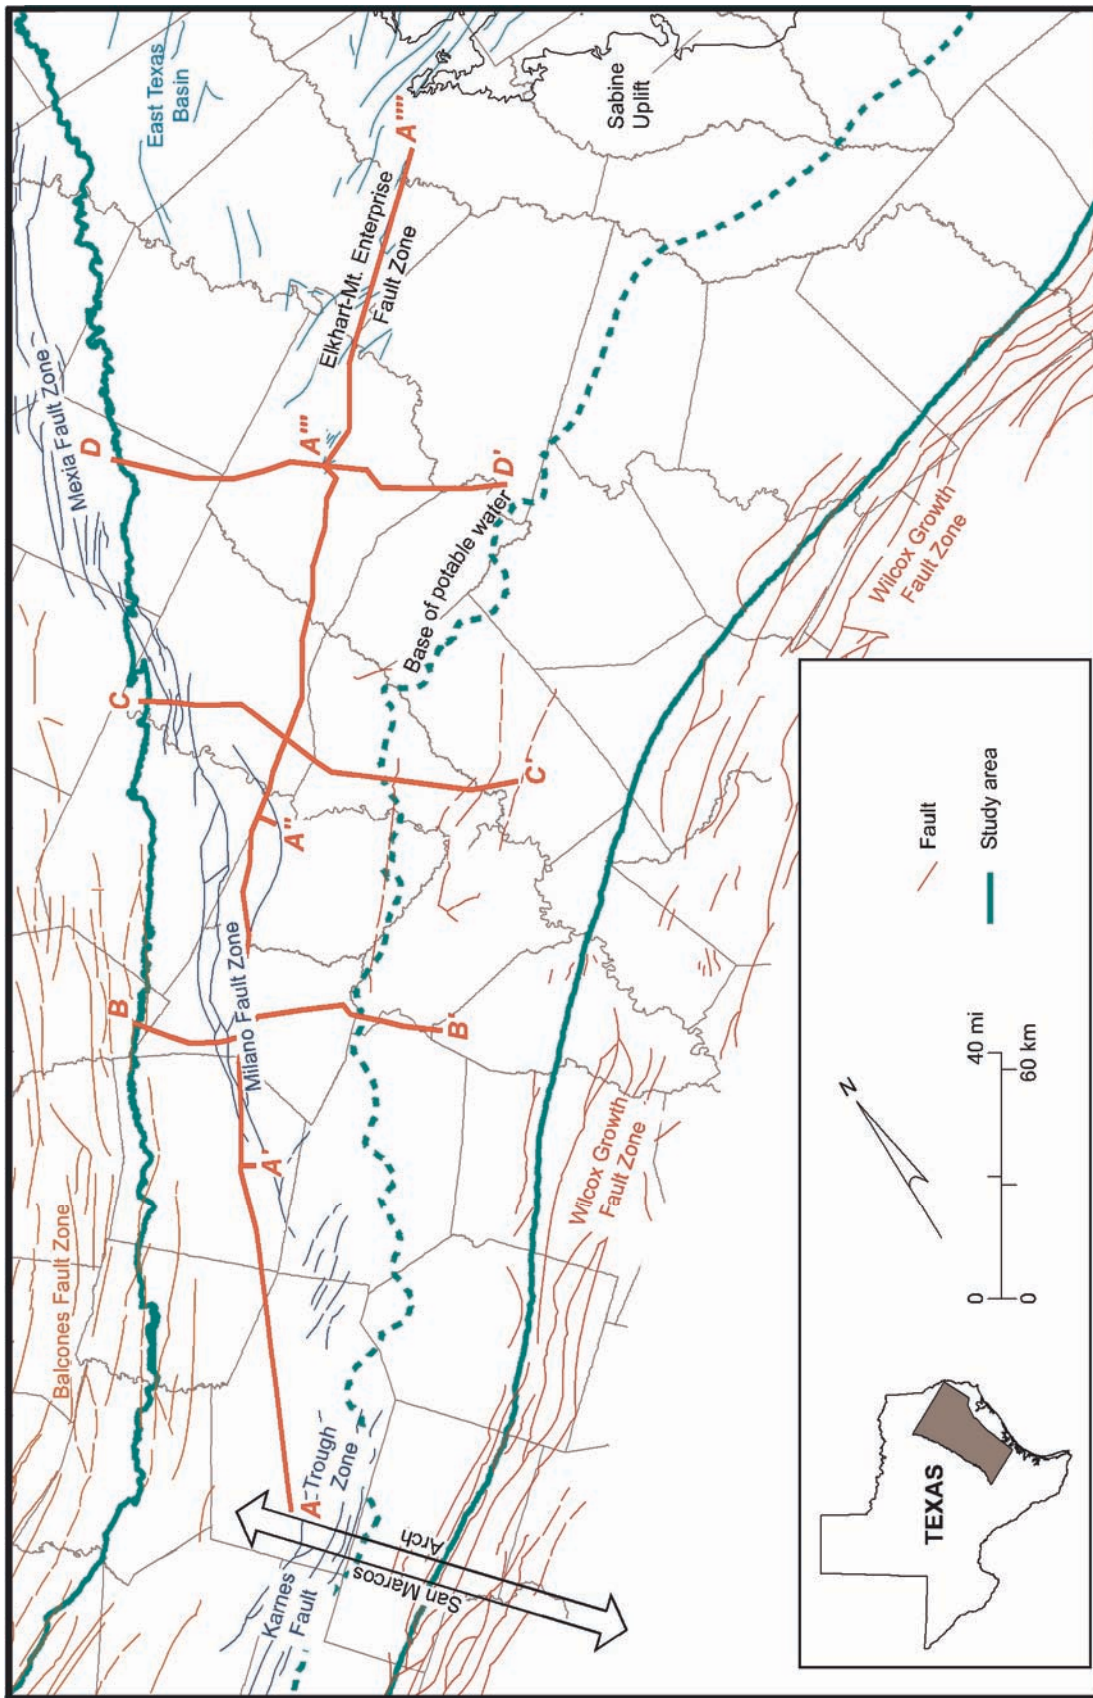 East Texas
Basin
Mexia Fault Zone
A''''
Sabine
Uplift
Elkhart-Mt. Enterprise
Fault Zone
D
A'''
D'
Base of potable water
C
A''
C'
Wilcox Growth
Fault Zone
Milano Fault Zone
B
B'
A'
Balcones Fault Zone
Wilcox Growth
Fault Zone
A
Karnes Trough
Fault Zone
San Marcos
Arch
TEXAS
N
0 40 mi
0 60 km
Fault
Study area